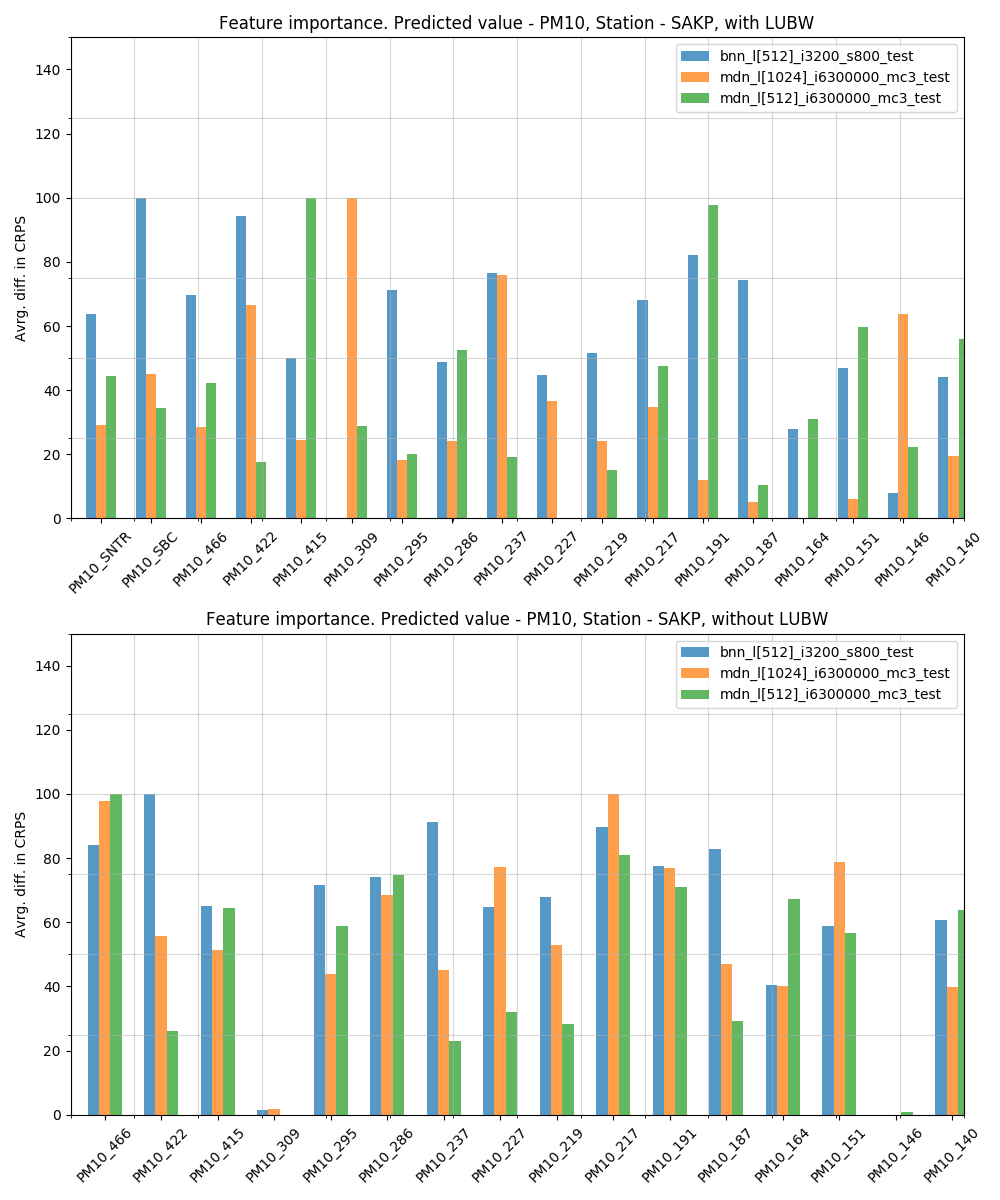 Feature importance. Predicted value - PM10, Station - SAKP, with LUBW
bnn_l[512]_i3200_s800_test
mdn_l[1024]_i6300000_mc3_test
mdn_l[512]_i6300000_mc3_test
Avrg. diff. in CRPS
140
120
100
80
60
40
20
0
PM10_SNTR
PM10_SBC
PM10_466
PM10_422
PM10_415
PM10_309
PM10_295
PM10_286
PM10_237
PM10_227
PM10_219
PM10_217
PM10_191
PM10_187
PM10_164
PM10_151
PM10_146
PM10_140
Feature importance. Predicted value - PM10, Station - SAKP, without LUBW
bnn_l[512]_i3200_s800_test
mdn_l[1024]_i6300000_mc3_test
mdn_l[512]_i6300000_mc3_test
Avrg. diff. in CRPS
140
120
100
80
60
40
20
0
PM10_466
PM10_422
PM10_415
PM10_309
PM10_295
PM10_286
PM10_237
PM10_227
PM10_219
PM10_217
PM10_191
PM10_187
PM10_164
PM10_151
PM10_146
PM10_140